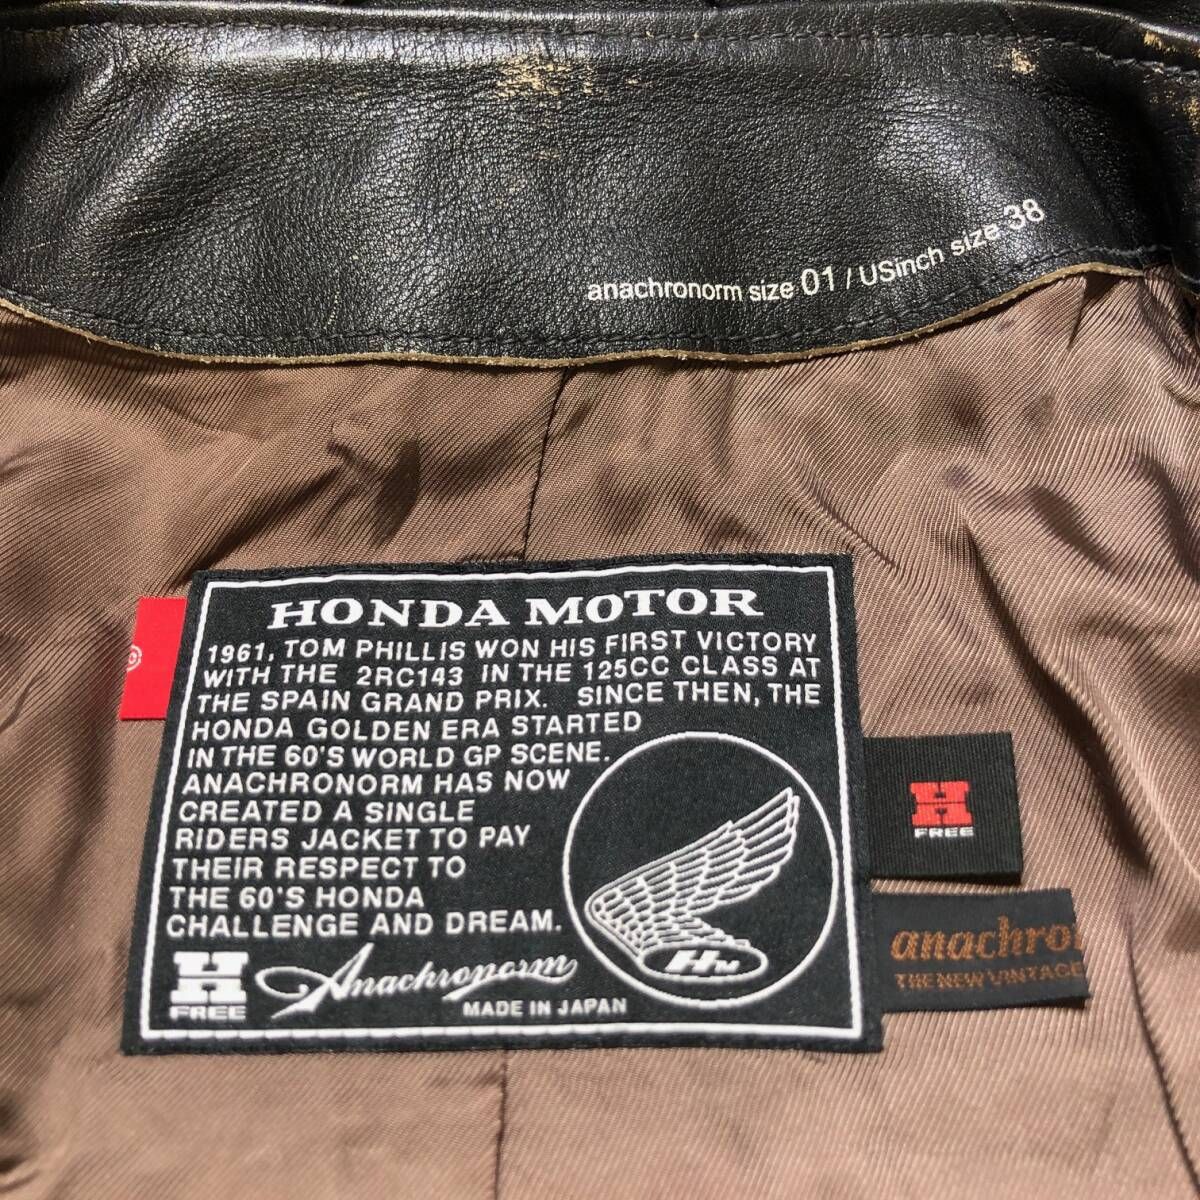 anachronorm size 01 / USinch size 38
HONDA MOTOR
1961, TOM PHILLIS WON HIS FIRST VICTORY
WITH THE 2RC143 IN THE 125CC CLASS AT
THE SPAIN GRAND PRIX. SINCE THEN, THE
HONDA GOLDEN ERA STARTED
IN THE 60'S WORLD GP SCENE.
ANACHRONORM HAS NOW
CREATED A SINGLE
RIDERS JACKET TO PAY
THEIR RESPECT TO
THE 60'S HONDA
CHALLENGE AND DREAM.
H
FREE
Anachronorm
MADE IN JAPAN
HM
®
H
FREE
anachro
THE NEW VINTAGE